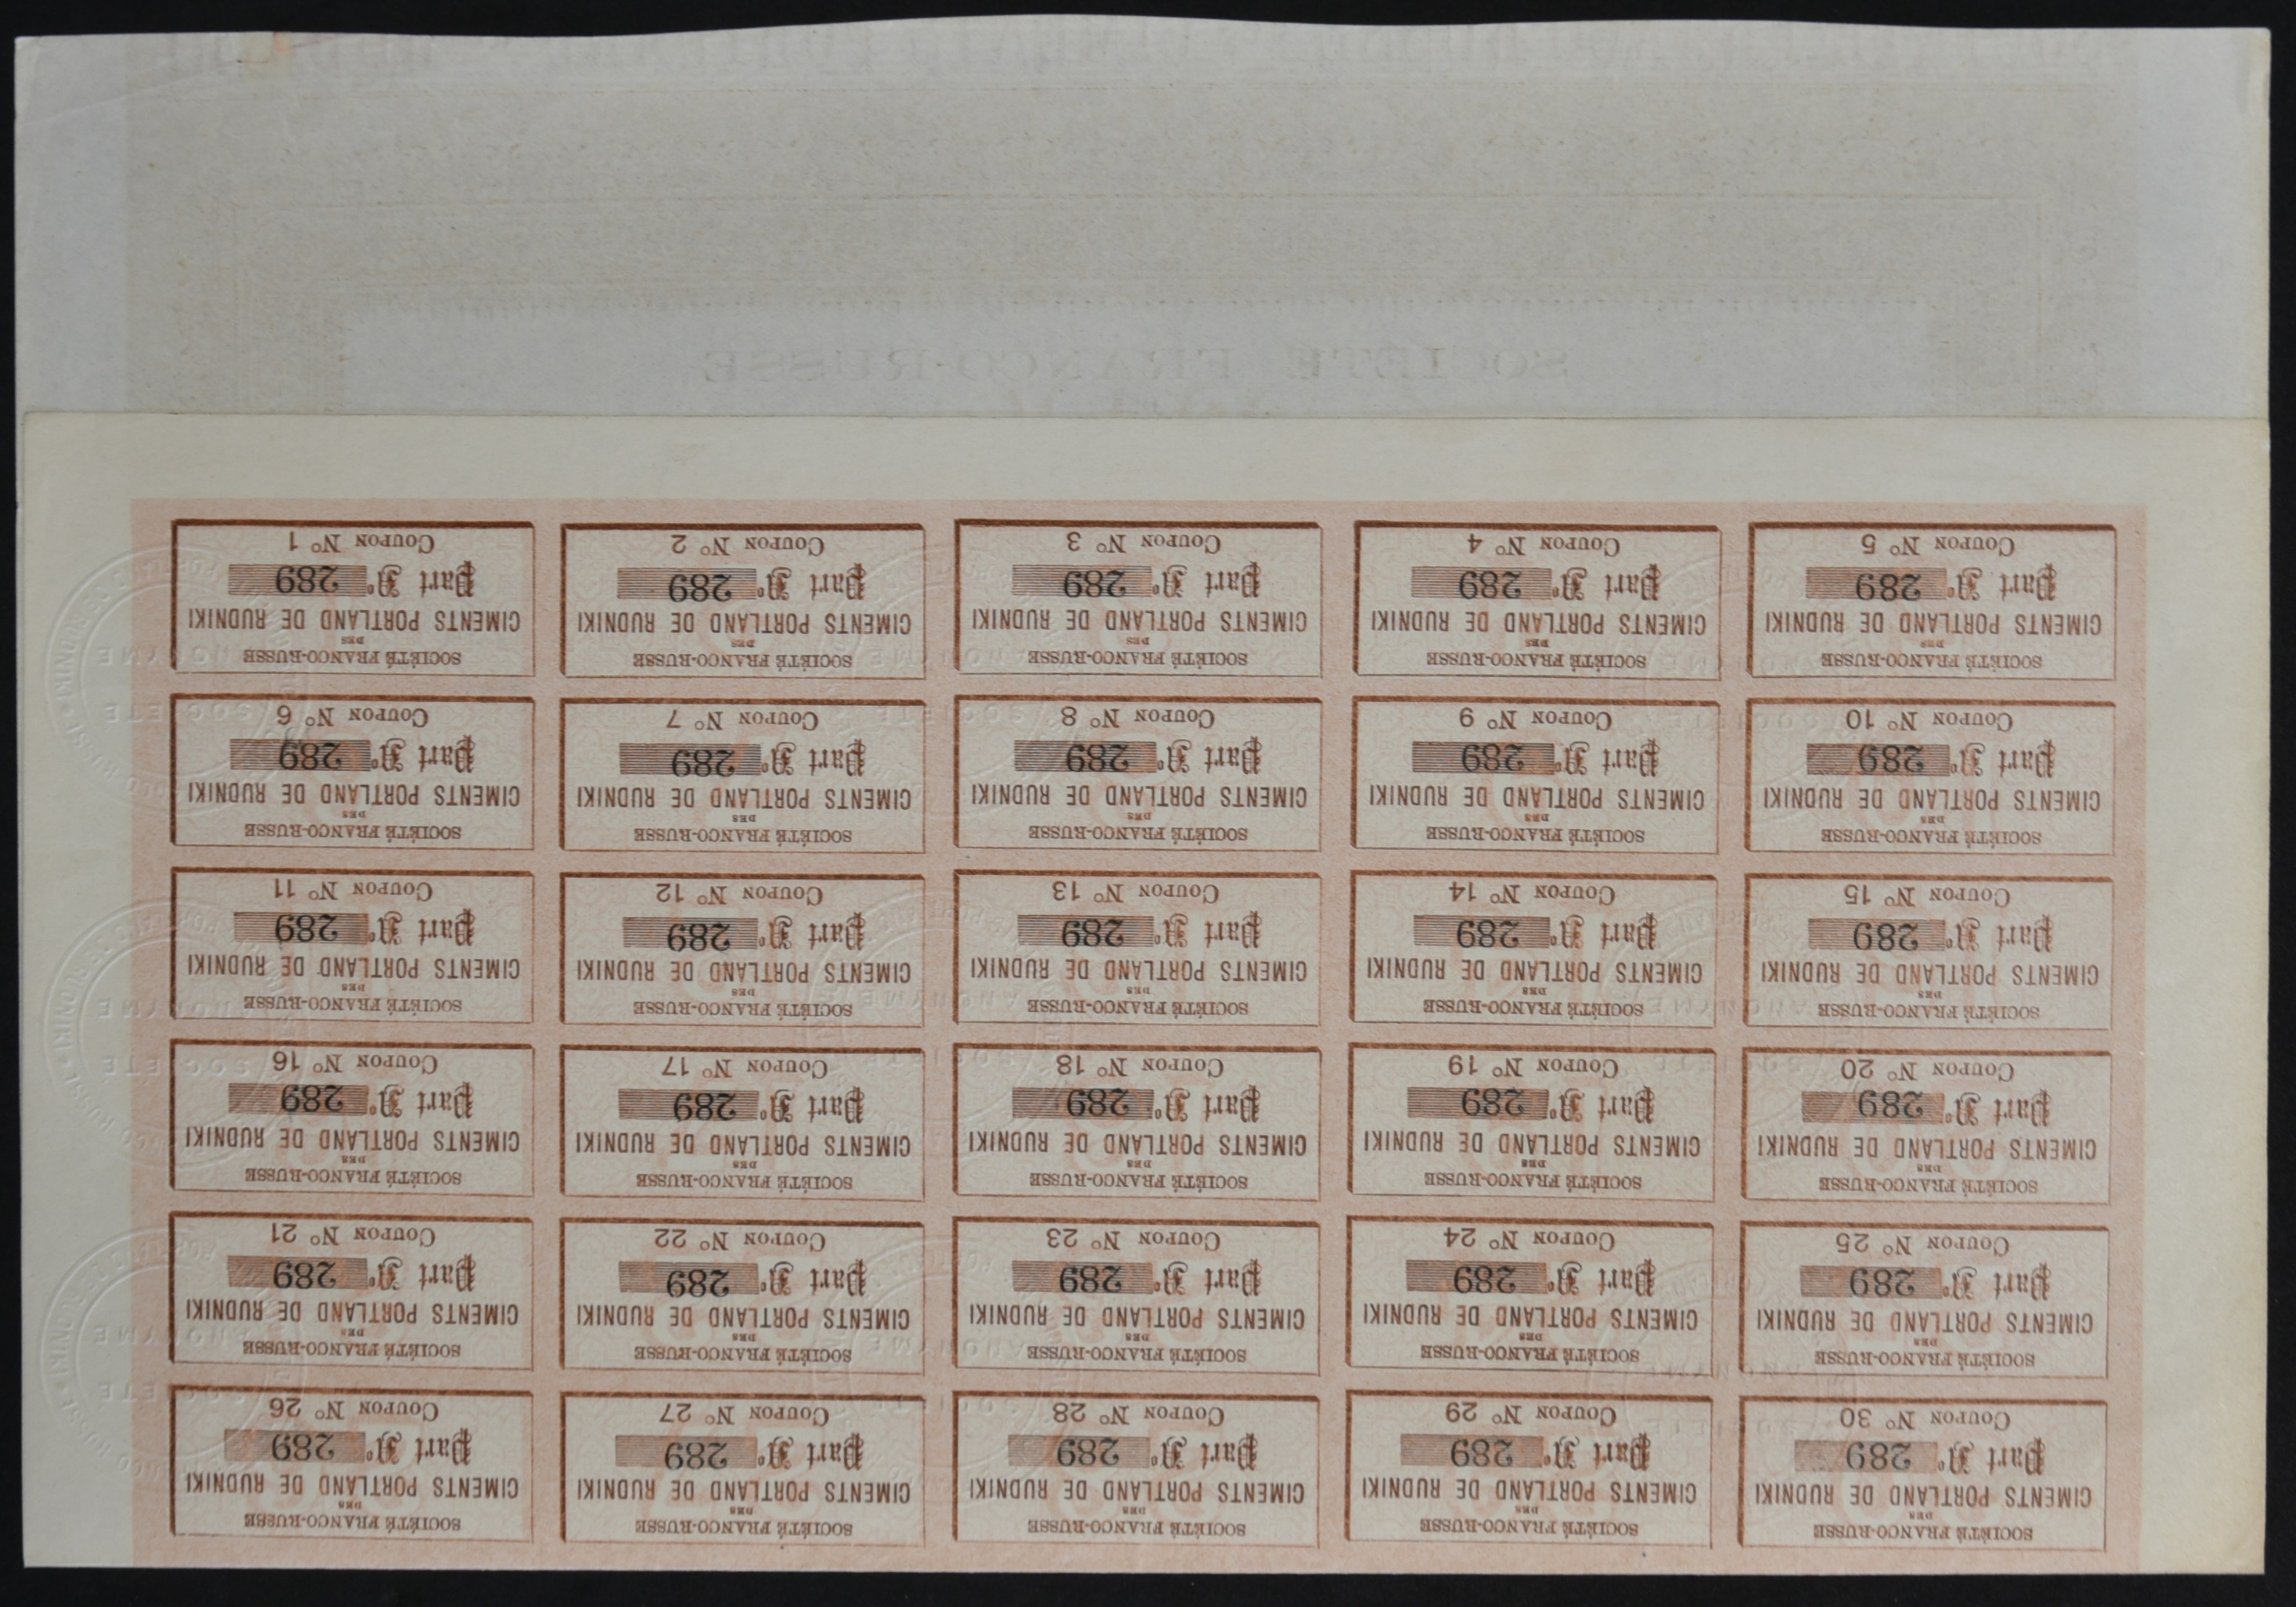 SOCIÉTÉ FRANCO-RUSSE
DES
CIMENTS PORTLAND DE RUDNIKI
Part N° 289
COUPON N° 30
SOCIÉTÉ FRANCO-RUSSE
DES
CIMENTS PORTLAND DE RUDNIKI
Part N° 289
COUPON N° 29
SOCIÉTÉ FRANCO-RUSSE
DES
CIMENTS PORTLAND DE RUDNIKI
Part N° 289
COUPON N° 28
SOCIÉTÉ FRANCO-RUSSE
DES
CIMENTS PORTLAND DE RUDNIKI
Part N° 289
COUPON N° 27
SOCIÉTÉ FRANCO-RUSSE
DES
CIMENTS PORTLAND DE RUDNIKI
Part N° 289
COUPON N° 26
SOCIÉTÉ FRANCO-RUSSE
DES
CIMENTS PORTLAND DE RUDNIKI
Part N° 289
COUPON N° 25
SOCIÉTÉ FRANCO-RUSSE
DES
CIMENTS PORTLAND DE RUDNIKI
Part N° 289
COUPON N° 24
SOCIÉTÉ FRANCO-RUSSE
DES
CIMENTS PORTLAND DE RUDNIKI
Part N° 289
COUPON N° 23
SOCIÉTÉ FRANCO-RUSSE
DES
CIMENTS PORTLAND DE RUDNIKI
Part N° 289
COUPON N° 22
SOCIÉTÉ FRANCO-RUSSE
DES
CIMENTS PORTLAND DE RUDNIKI
Part N° 289
COUPON N° 21
SOCIÉTÉ FRANCO-RUSSE
DES
CIMENTS PORTLAND DE RUDNIKI
Part N° 289
COUPON N° 20
SOCIÉTÉ FRANCO-RUSSE
DES
CIMENTS PORTLAND DE RUDNIKI
Part N° 289
COUPON N° 19
SOCIÉTÉ FRANCO-RUSSE
DES
CIMENTS PORTLAND DE RUDNIKI
Part N° 289
COUPON N° 18
SOCIÉTÉ FRANCO-RUSSE
DES
CIMENTS PORTLAND DE RUDNIKI
Part N° 289
COUPON N° 17
SOCIÉTÉ FRANCO-RUSSE
DES
CIMENTS PORTLAND DE RUDNIKI
Part N° 289
COUPON N° 16
SOCIÉTÉ FRANCO-RUSSE
DES
CIMENTS PORTLAND DE RUDNIKI
Part N° 289
COUPON N° 15
SOCIÉTÉ FRANCO-RUSSE
DES
CIMENTS PORTLAND DE RUDNIKI
Part N° 289
COUPON N° 14
SOCIÉTÉ FRANCO-RUSSE
DES
CIMENTS PORTLAND DE RUDNIKI
Part N° 289
COUPON N° 13
SOCIÉTÉ FRANCO-RUSSE
DES
CIMENTS PORTLAND DE RUDNIKI
Part N° 289
COUPON N° 12
SOCIÉTÉ FRANCO-RUSSE
DES
CIMENTS PORTLAND DE RUDNIKI
Part N° 289
COUPON N° 11
SOCIÉTÉ FRANCO-RUSSE
DES
CIMENTS PORTLAND DE RUDNIKI
Part N° 289
COUPON N° 10
SOCIÉTÉ FRANCO-RUSSE
DES
CIMENTS PORTLAND DE RUDNIKI
Part N° 289
COUPON N° 9
SOCIÉTÉ FRANCO-RUSSE
DES
CIMENTS PORTLAND DE RUDNIKI
Part N° 289
COUPON N° 8
SOCIÉTÉ FRANCO-RUSSE
DES
CIMENTS PORTLAND DE RUDNIKI
Part N° 289
COUPON N° 7
SOCIÉTÉ FRANCO-RUSSE
DES
CIMENTS PORTLAND DE RUDNIKI
Part N° 289
COUPON N° 6
SOCIÉTÉ FRANCO-RUSSE
DES
CIMENTS PORTLAND DE RUDNIKI
Part N° 289
COUPON N° 5
SOCIÉTÉ FRANCO-RUSSE
DES
CIMENTS PORTLAND DE RUDNIKI
Part N° 289
COUPON N° 4
SOCIÉTÉ FRANCO-RUSSE
DES
CIMENTS PORTLAND DE RUDNIKI
Part N° 289
COUPON N° 3
SOCIÉTÉ FRANCO-RUSSE
DES
CIMENTS PORTLAND DE RUDNIKI
Part N° 289
COUPON N° 2
SOCIÉTÉ FRANCO-RUSSE
DES
CIMENTS PORTLAND DE RUDNIKI
Part N° 289
COUPON N° 1
SOCIÉTÉ FRANCO-RUSSE